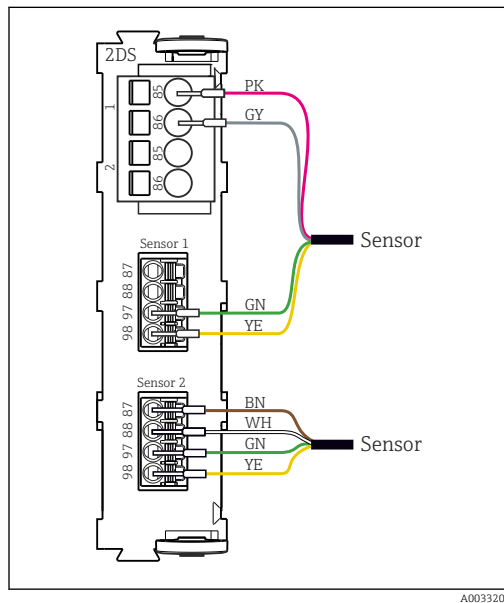 2DS
1
85
PK
86
GY
2
85
86
Sensor
Sensor 1
87
88
97
GN
98
YE
Sensor 2
87
BN
88
WH
97
GN
Sensor
98
YE
A003320